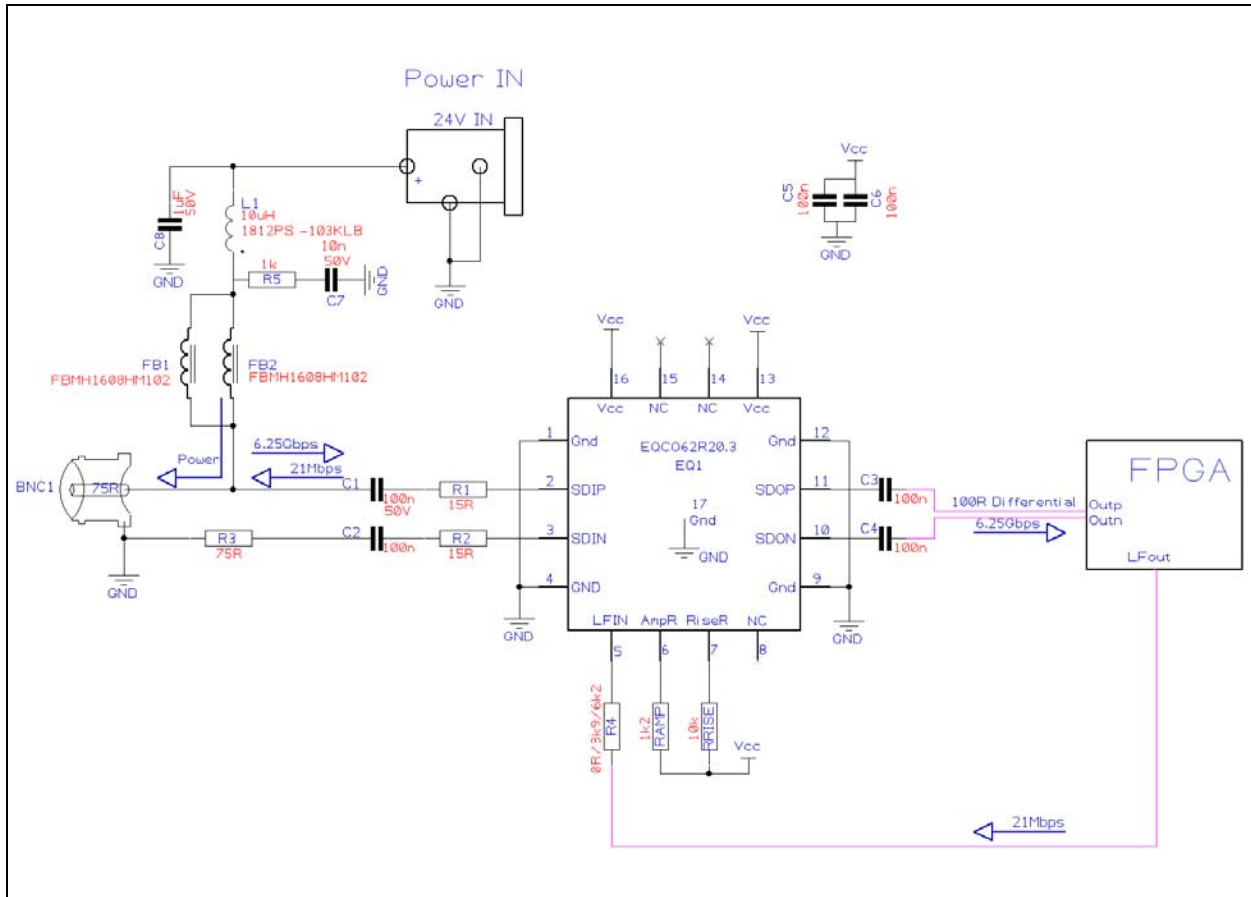 Power IN
24V IN
+
C8
1uF
50V
GND
L1
10uH
1812PS -103KLB
1k
R5
10n
50V
C7
GND
GND
Vcc
C5
100n
C6
100n
GND
FB1
FBMH1608HM102
FB2
FBMH1608HM102
Power
6.25Gbps
21Mbps
BNC1
75R
C1
100n
50V
R1
15R
R3
75R
C2
100n
R2
15R
GND
Vcc
Vcc
16
15
14
13
Vcc
NC
NC
Vcc
1
Gnd
Gnd
12
EQCO62R20.3
EQ1
2
SDIP
SDOP
11
3
SDIN
SDON
10
17
Gnd
GND
4
GND
Gnd
9
LFIN
AmpR
RiseR
NC
5
6
7
8
GND
GND
C3
100n
C4
100n
100R Differential
6.25Gbps
FPGA
Outp
Outn
LFout
0R/3k9/6k2
R4
1k2
RAMP
10k
RRISE
Vcc
21Mbps